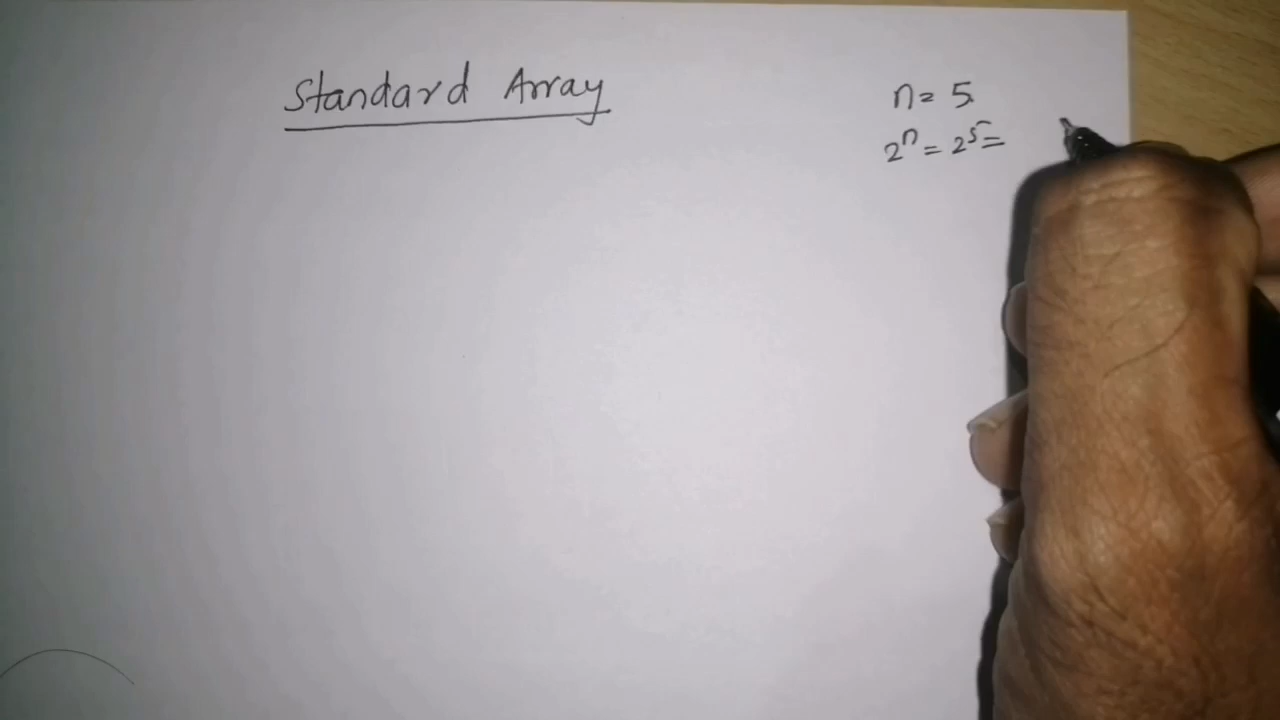 Standard Array
n = 5
2ⁿ = 2⁵ =